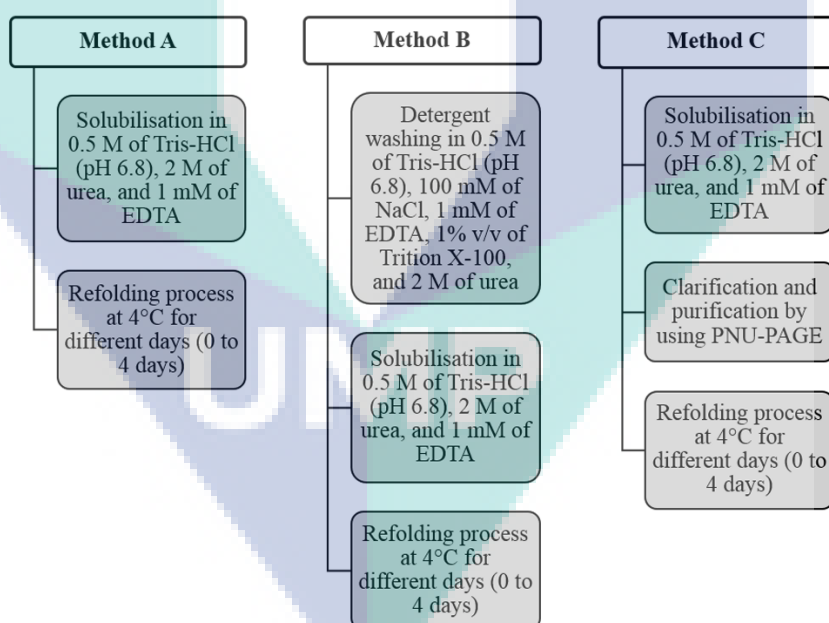 Method A
Solubilisation in
0.5 M of Tris-HCl
(pH 6.8), 2 M of
urea, and 1 mM of
EDTA
Refolding process
at 4°C for
different days (0 to
4 days)
Method B
Detergent
washing in 0.5 M
of Tris-HCl (pH
6.8), 100 mM of
NaCl, 1 mM of
EDTA, 1% v/v of
Trition X-100,
and 2 M of urea
Solubilisation in
0.5 M of Tris-HCl
(pH 6.8), 2 M of
urea, and 1 mM of
EDTA
Refolding process
at 4°C for
different days (0 to
4 days)
Method C
Solubilisation in
0.5 M of Tris-HCl
(pH 6.8), 2 M of
urea, and 1 mM of
EDTA
Clarification and
purification by
using PNU-PAGE
Refolding process
at 4°C for
different days (0 to
4 days)
UMP